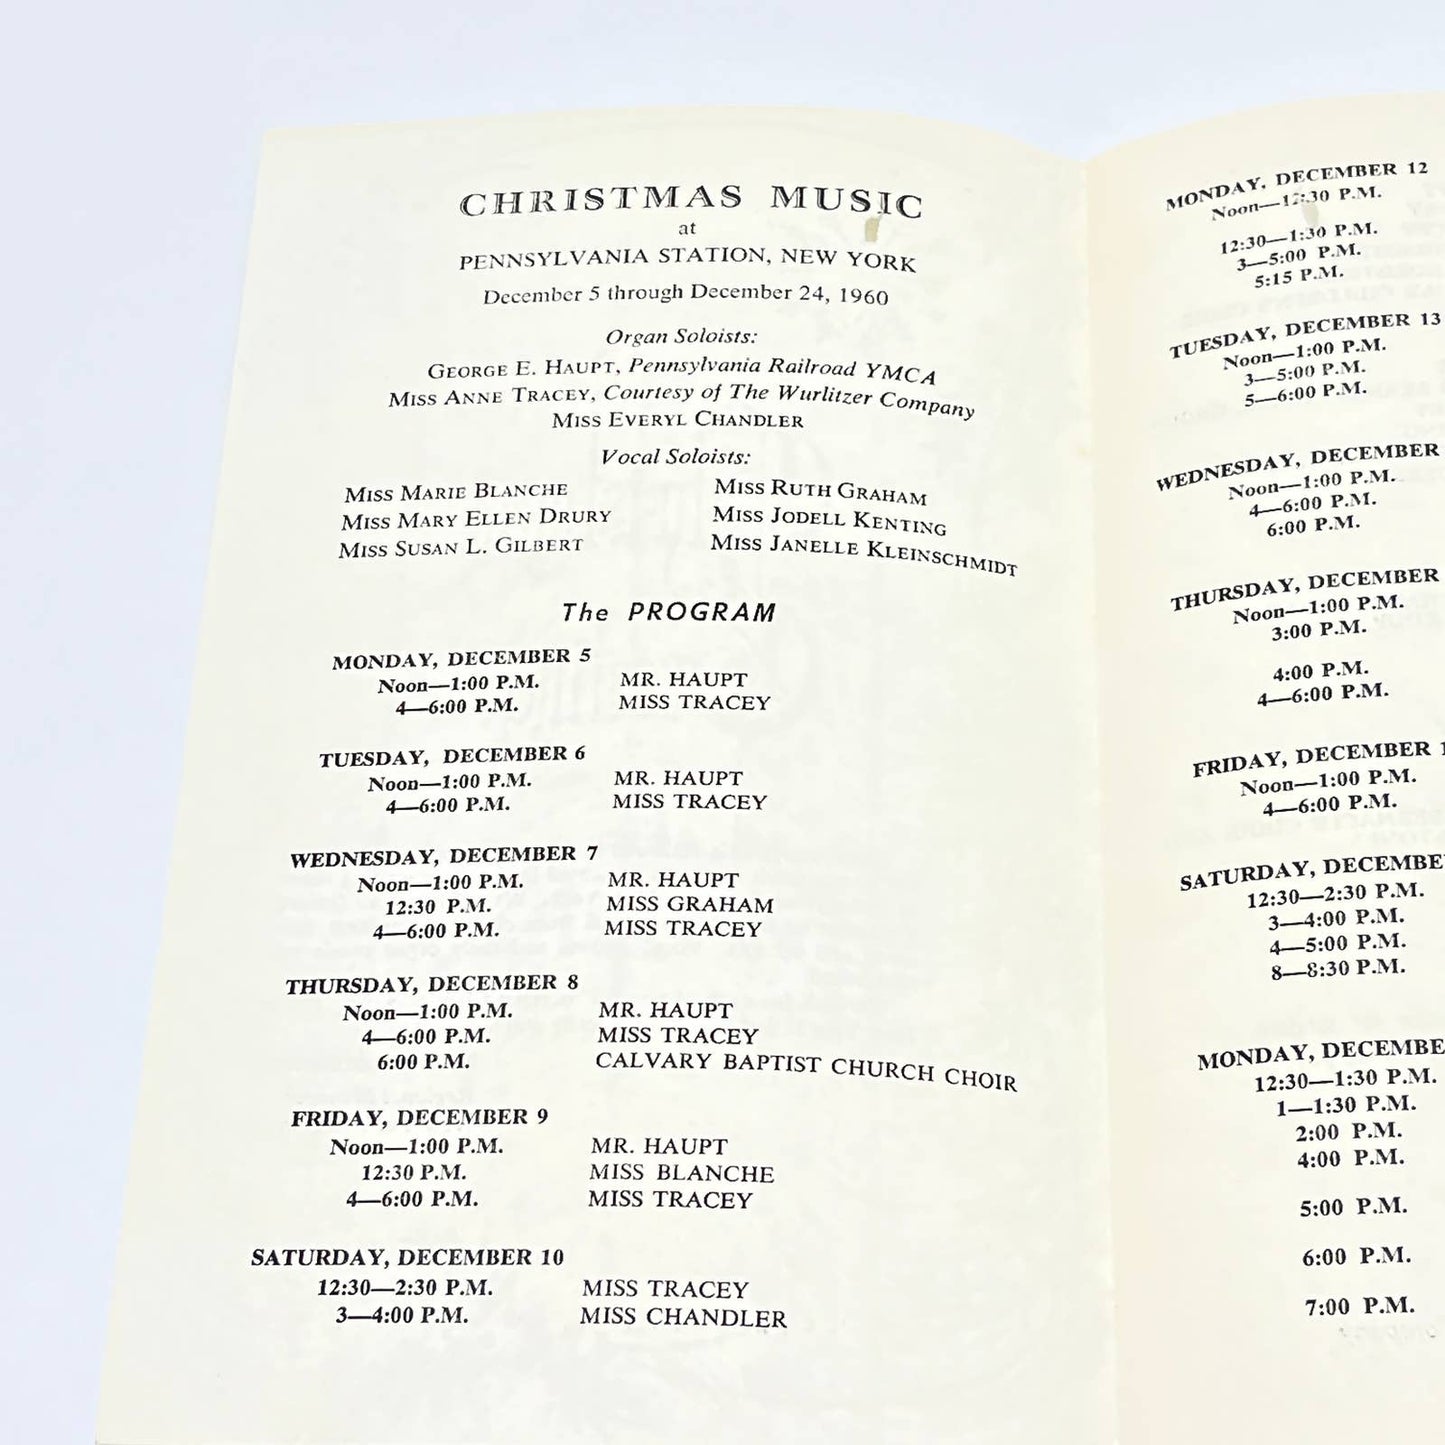 CHRISTMAS MUSIC
at
PENNSYLVANIA STATION, NEW YORK
December 5 through December 24, 1960
Organ Soloists:
GEORGE E. HAUPT, Pennsylvania Railroad YMCA
MISS ANNE TRACEY, Courtesy of The Wurlitzer Company
MISS EVERYL CHANDLER
Vocal Soloists:
MISS MARIE BLANCHE MISS RUTH GRAHAM
MISS MARY ELLEN DRURY MISS JODELL KENTING
MISS SUSAN L. GILBERT MISS JANELLE KLEINSCHMIDT
The PROGRAM
MONDAY, DECEMBER 5
Noon—1:00 P.M. MR. HAUPT
4—6:00 P.M. MISS TRACEY
TUESDAY, DECEMBER 6
Noon—1:00 P.M. MR. HAUPT
4—6:00 P.M. MISS TRACEY
WEDNESDAY, DECEMBER 7
Noon—1:00 P.M. MR. HAUPT
12:30 P.M. MISS GRAHAM
4—6:00 P.M. MISS TRACEY
THURSDAY, DECEMBER 8
Noon—1:00 P.M. MR. HAUPT
4—6:00 P.M. MISS TRACEY
6:00 P.M. CALVARY BAPTIST CHURCH CHOIR
FRIDAY, DECEMBER 9
Noon—1:00 P.M. MR. HAUPT
12:30 P.M. MISS BLANCHE
4—6:00 P.M. MISS TRACEY
SATURDAY, DECEMBER 10
12:30—2:30 P.M. MISS TRACEY
3—4:00 P.M. MISS CHANDLER
MONDAY, DECEMBER 12
Noon—12:30 P.M.
12:30—1:30 P.M.
3—5:00 P.M.
5:15 P.M.
TUESDAY, DECEMBER 13
Noon—1:00 P.M.
3—5:00 P.M.
5—6:00 P.M.
WEDNESDAY, DECEMBER
Noon—1:00 P.M.
4—6:00 P.M.
6:00 P.M.
THURSDAY, DECEMBER
Noon—1:00 P.M.
3:00 P.M.
4:00 P.M.
4—6:00 P.M.
FRIDAY, DECEMBER 1
Noon—1:00 P.M.
4—6:00 P.M.
SATURDAY, DECEMBE
12:30—2:30 P.M.
3—4:00 P.M.
4—5:00 P.M.
8—8:30 P.M.
MONDAY, DECEMBE
12:30—1:30 P.M.
1—1:30 P.M.
2:00 P.M.
4:00 P.M.
5:00 P.M.
6:00 P.M.
7:00 P.M.